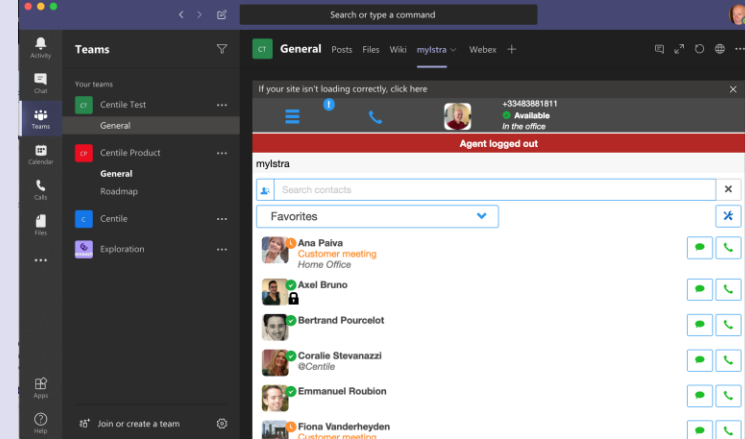 Search or type a command
Activity
Chat
Teams
Calendar
Calls
Files
Apps
Help
Teams
Your teams
CT Centile Test
General
CP Centile Product
General
Roadmap
C Centile
Exploration
Join or create a team
CT General Posts Files Wiki myIstra Webex
If your site isn't loading correctly, click here
+33483881811
Available
In the office
Agent logged out
myIstra
Search contacts
Favorites
Ana Paiva
Customer meeting
Home Office
Axel Bruno
Bertrand Pourcelot
Coralie Stevanazzi
@Centile
Emmanuel Roubion
Fiona Vanderheyden
Customer meeting